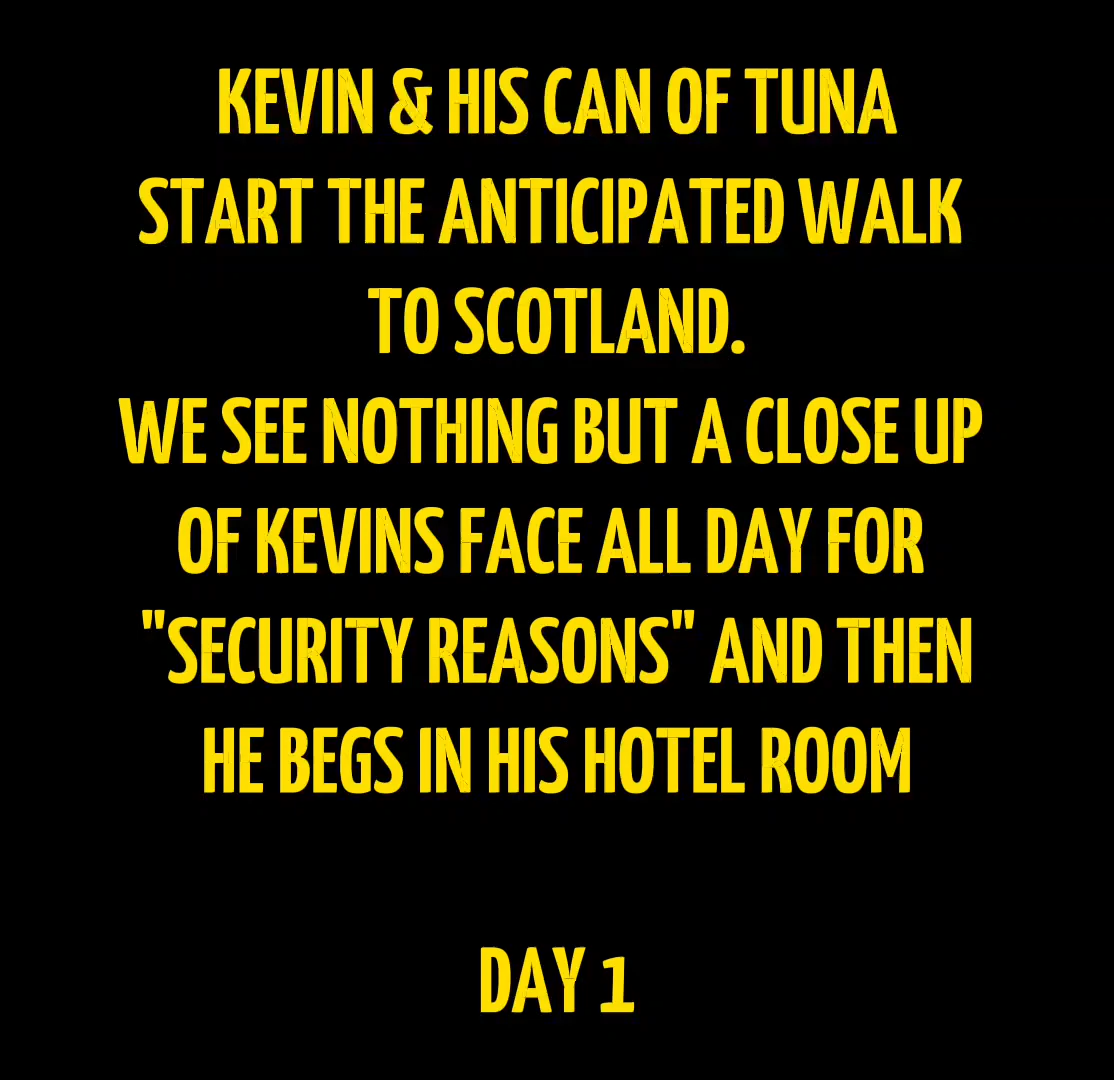 KEVIN & HIS CAN OF TUNA
START THE ANTICIPATED WALK
TO SCOTLAND.
WE SEE NOTHING BUT A CLOSE UP
OF KEVINS FACE ALL DAY FOR
"SECURITY REASONS" AND THEN
HE BEGS IN HIS HOTEL ROOM
DAY 1